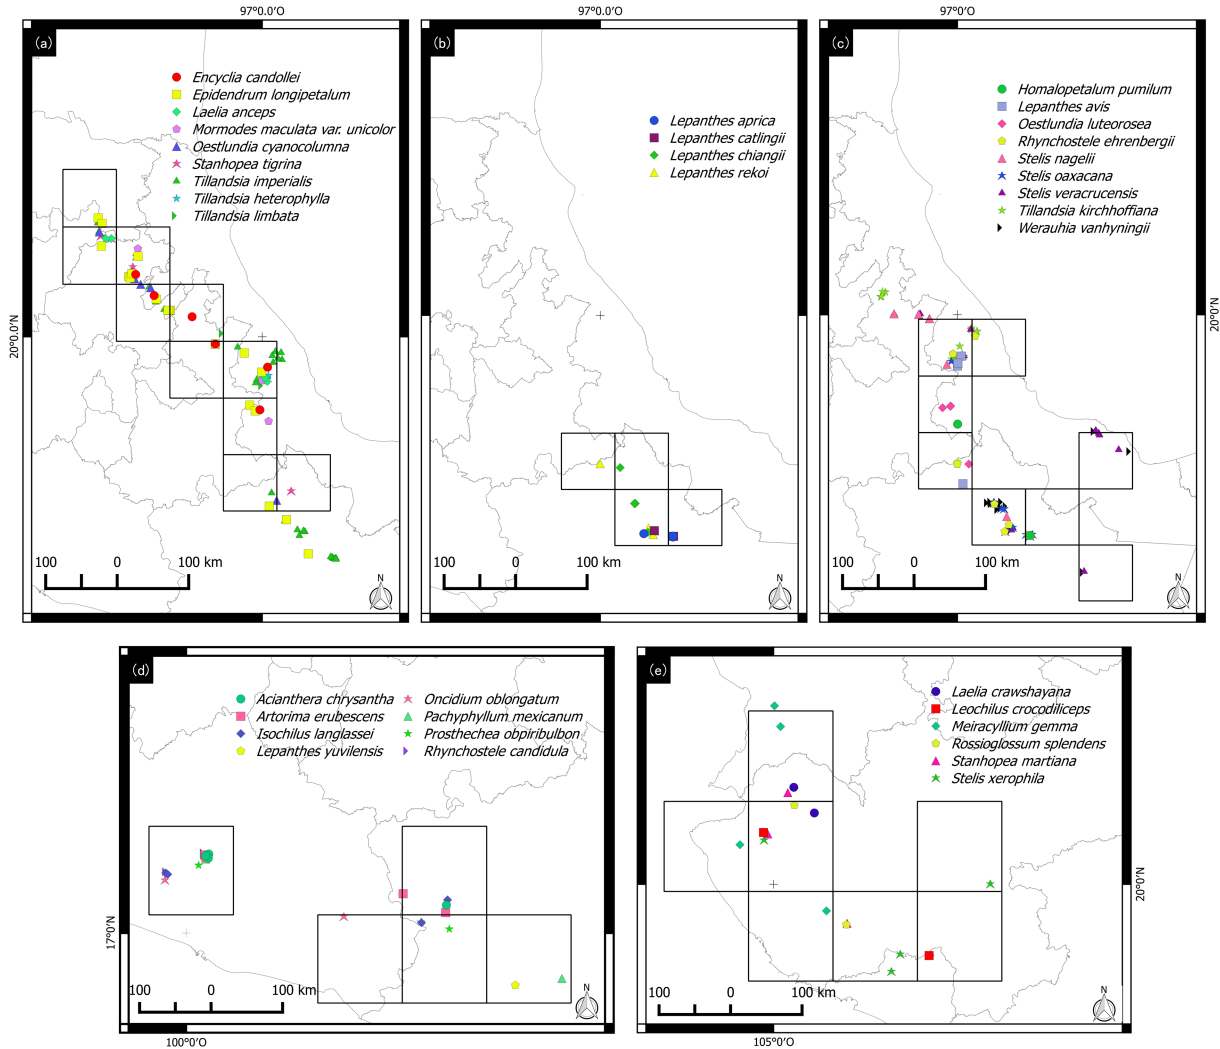 97°0.0'O
97°0.0'O
97°0.'O
(a)
Encyclia candollei
Epidendrum longipetalum
Laelia anceps
Mormodes maculata var. unicolor
Oestlundia cyanocolumna
Stanhopea tigrina
Tillandsia imperialis
Tillandsia heterophylla
Tillandsia limbata
20°0.0'N
100 0 100 km
N
(b)
Lepanthes aprica
Lepanthes catlingii
Lepanthes chiangii
Lepanthes rekoi
100 0 100 km
N
(c)
Homalopetalum pumilum
Lepanthes avis
Oestlundia luteorosea
Rhynchostele ehrenbergii
Stelis nagelii
Stelis oaxacana
Stelis veracrucensis
Tillandsia kirchhoffiana
Werauhia vanhyningii
20°0'N
100 0 100 km
N
(d)
Acianthera chrysantha
Artorima erubescens
Isochilus langlassei
Lepanthes yuvilensis
Oncidium oblongatum
Pachyphyllum mexicanum
Prosthechea obpiribulbon
Rhynchostele candidula
17°0'N
100 0 100 km
N
100°0'O
(e)
Laelia crawshayana
Leochilus crocodiliceps
Meiracyllium gemma
Rossioglossum splendens
Stanhopea martiana
Stelis xerophila
20°0'N
100 0 100 km
N
105°0'O